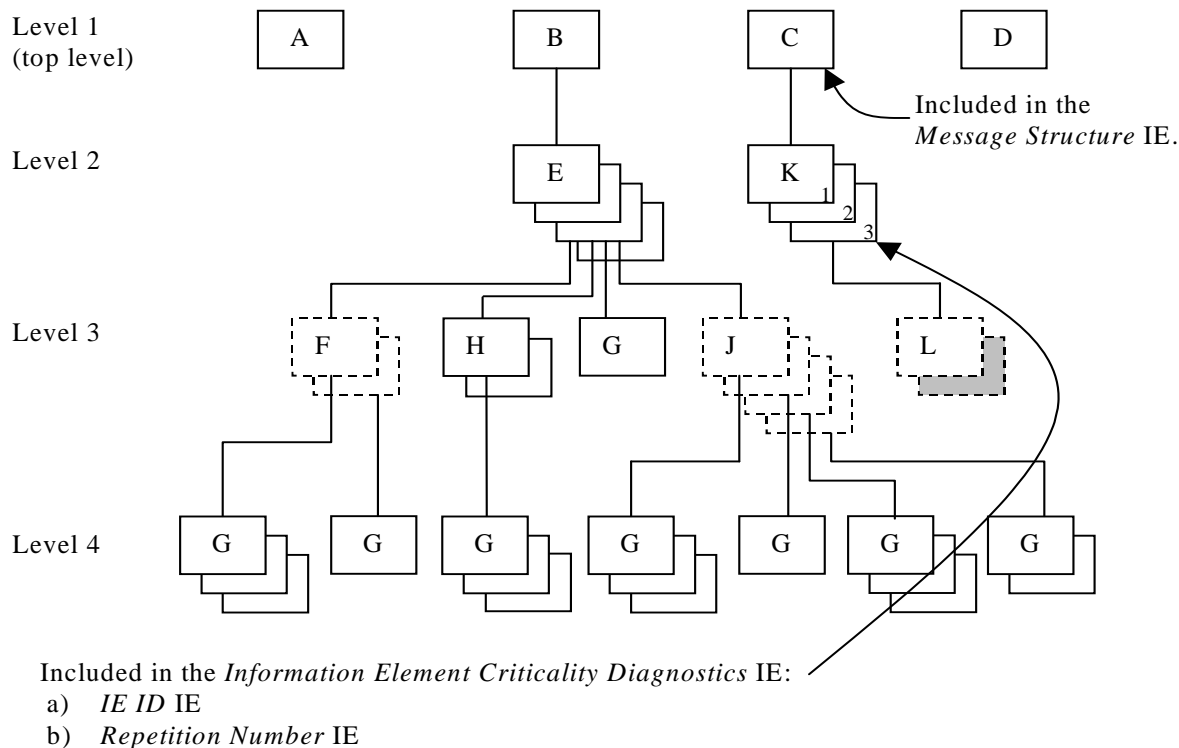 Level 1
(top level)
A
B
C
D
Included in the
Message Structure IE.
Level 2
E
K
1
2
3
Level 3
F
H
G
J
L
Level 4
G
G
G
G
G
G
G
Included in the Information Element Criticality Diagnostics IE:
a) IE ID IE
b) Repetition Number IE